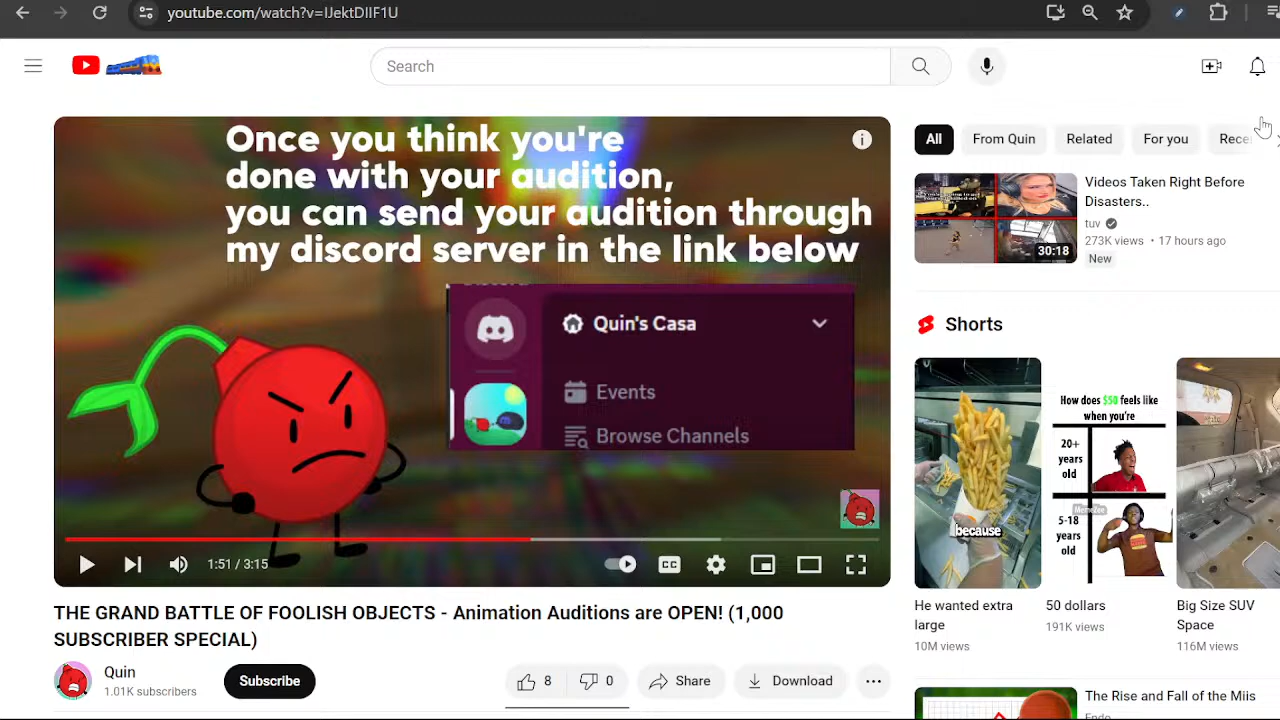 youtube.com/watch?v=IJektDIIF1U
Search
Once you think you're
done with your audition,
you can send your audition through
my discord server in the link below
Quin's Casa
Events
Browse Channels
1:51 / 3:15
CC
THE GRAND BATTLE OF FOOLISH OBJECTS - Animation Auditions are OPEN! (1,000
SUBSCRIBER SPECIAL)
Quin
1.01K subscribers
Subscribe
8
0
Share
Download
All
From Quin
Related
For you
Rece
30:18
Videos Taken Right Before
Disasters..
tuv
273K views • 17 hours ago
New
Shorts
because
How does $50 feels like
when you're
20+
years
old
MemeZee
5-18
years
old
He wanted extra
large
10M views
50 dollars
191K views
Big Size SUV
Space
116M views
The Rise and Fall of the Miis